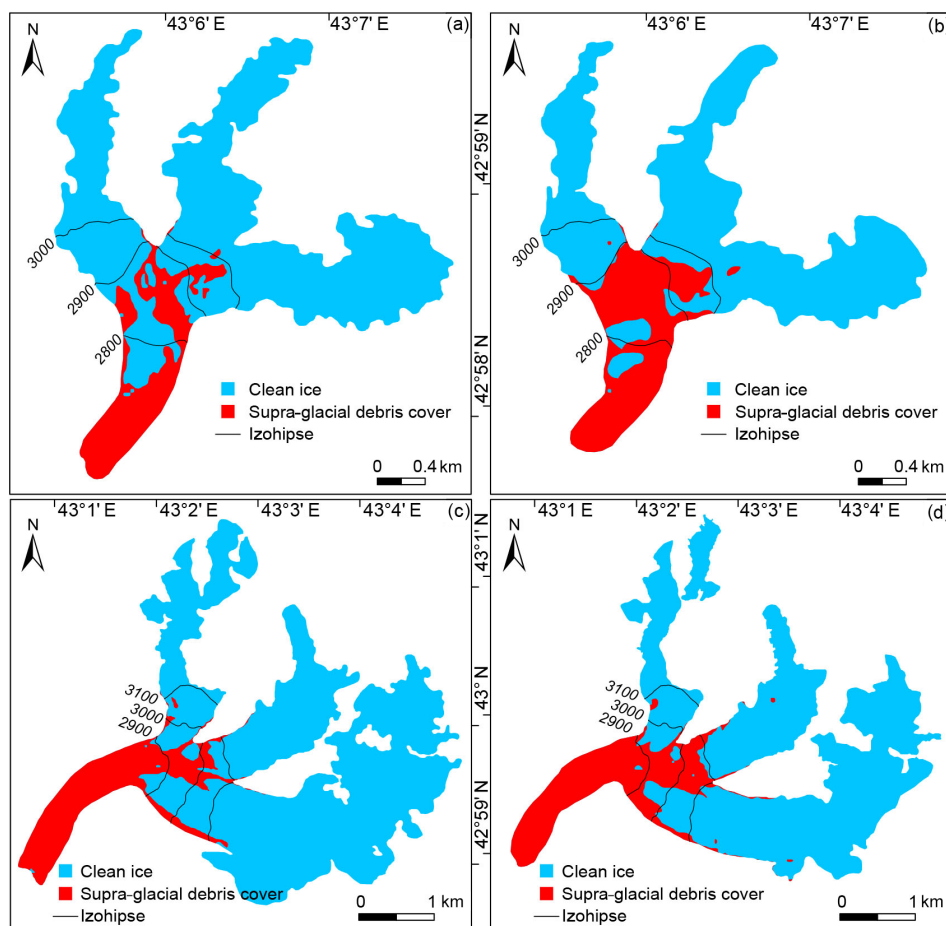 43°6' E 43°7' E (a)
N
42°59' N
3000
2900
2800
42°58' N
Clean ice
Supra-glacial debris cover
Izohipse
0 0.4 km
43°6' E 43°7' E (b)
N
3000
2900
2800
Clean ice
Supra-glacial debris cover
Izohipse
0 0.4 km
43°1' E 43°2' E 43°3' E 43°4' E (c)
N
43°1' N
3100
3000
2900
43° N
42°59' N
Clean ice
Supra-glacial debris cover
Izohipse
0 1 km
43°1' E 43°2' E 43°3' E 43°4' E (d)
N
3100
3000
2900
Clean ice
Supra-glacial debris cover
Izohipse
0 1 km